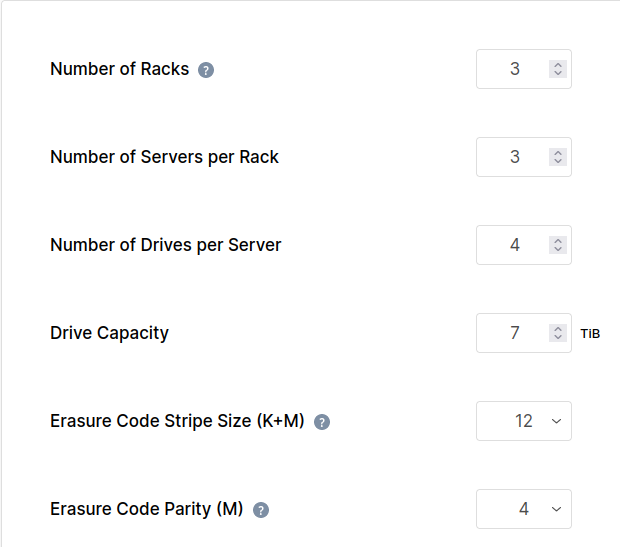 Number of Racks ? 3
Number of Servers per Rack 3
Number of Drives per Server 4
Drive Capacity 7 TiB
Erasure Code Stripe Size (K+M) ? 12
Erasure Code Parity (M) ? 4